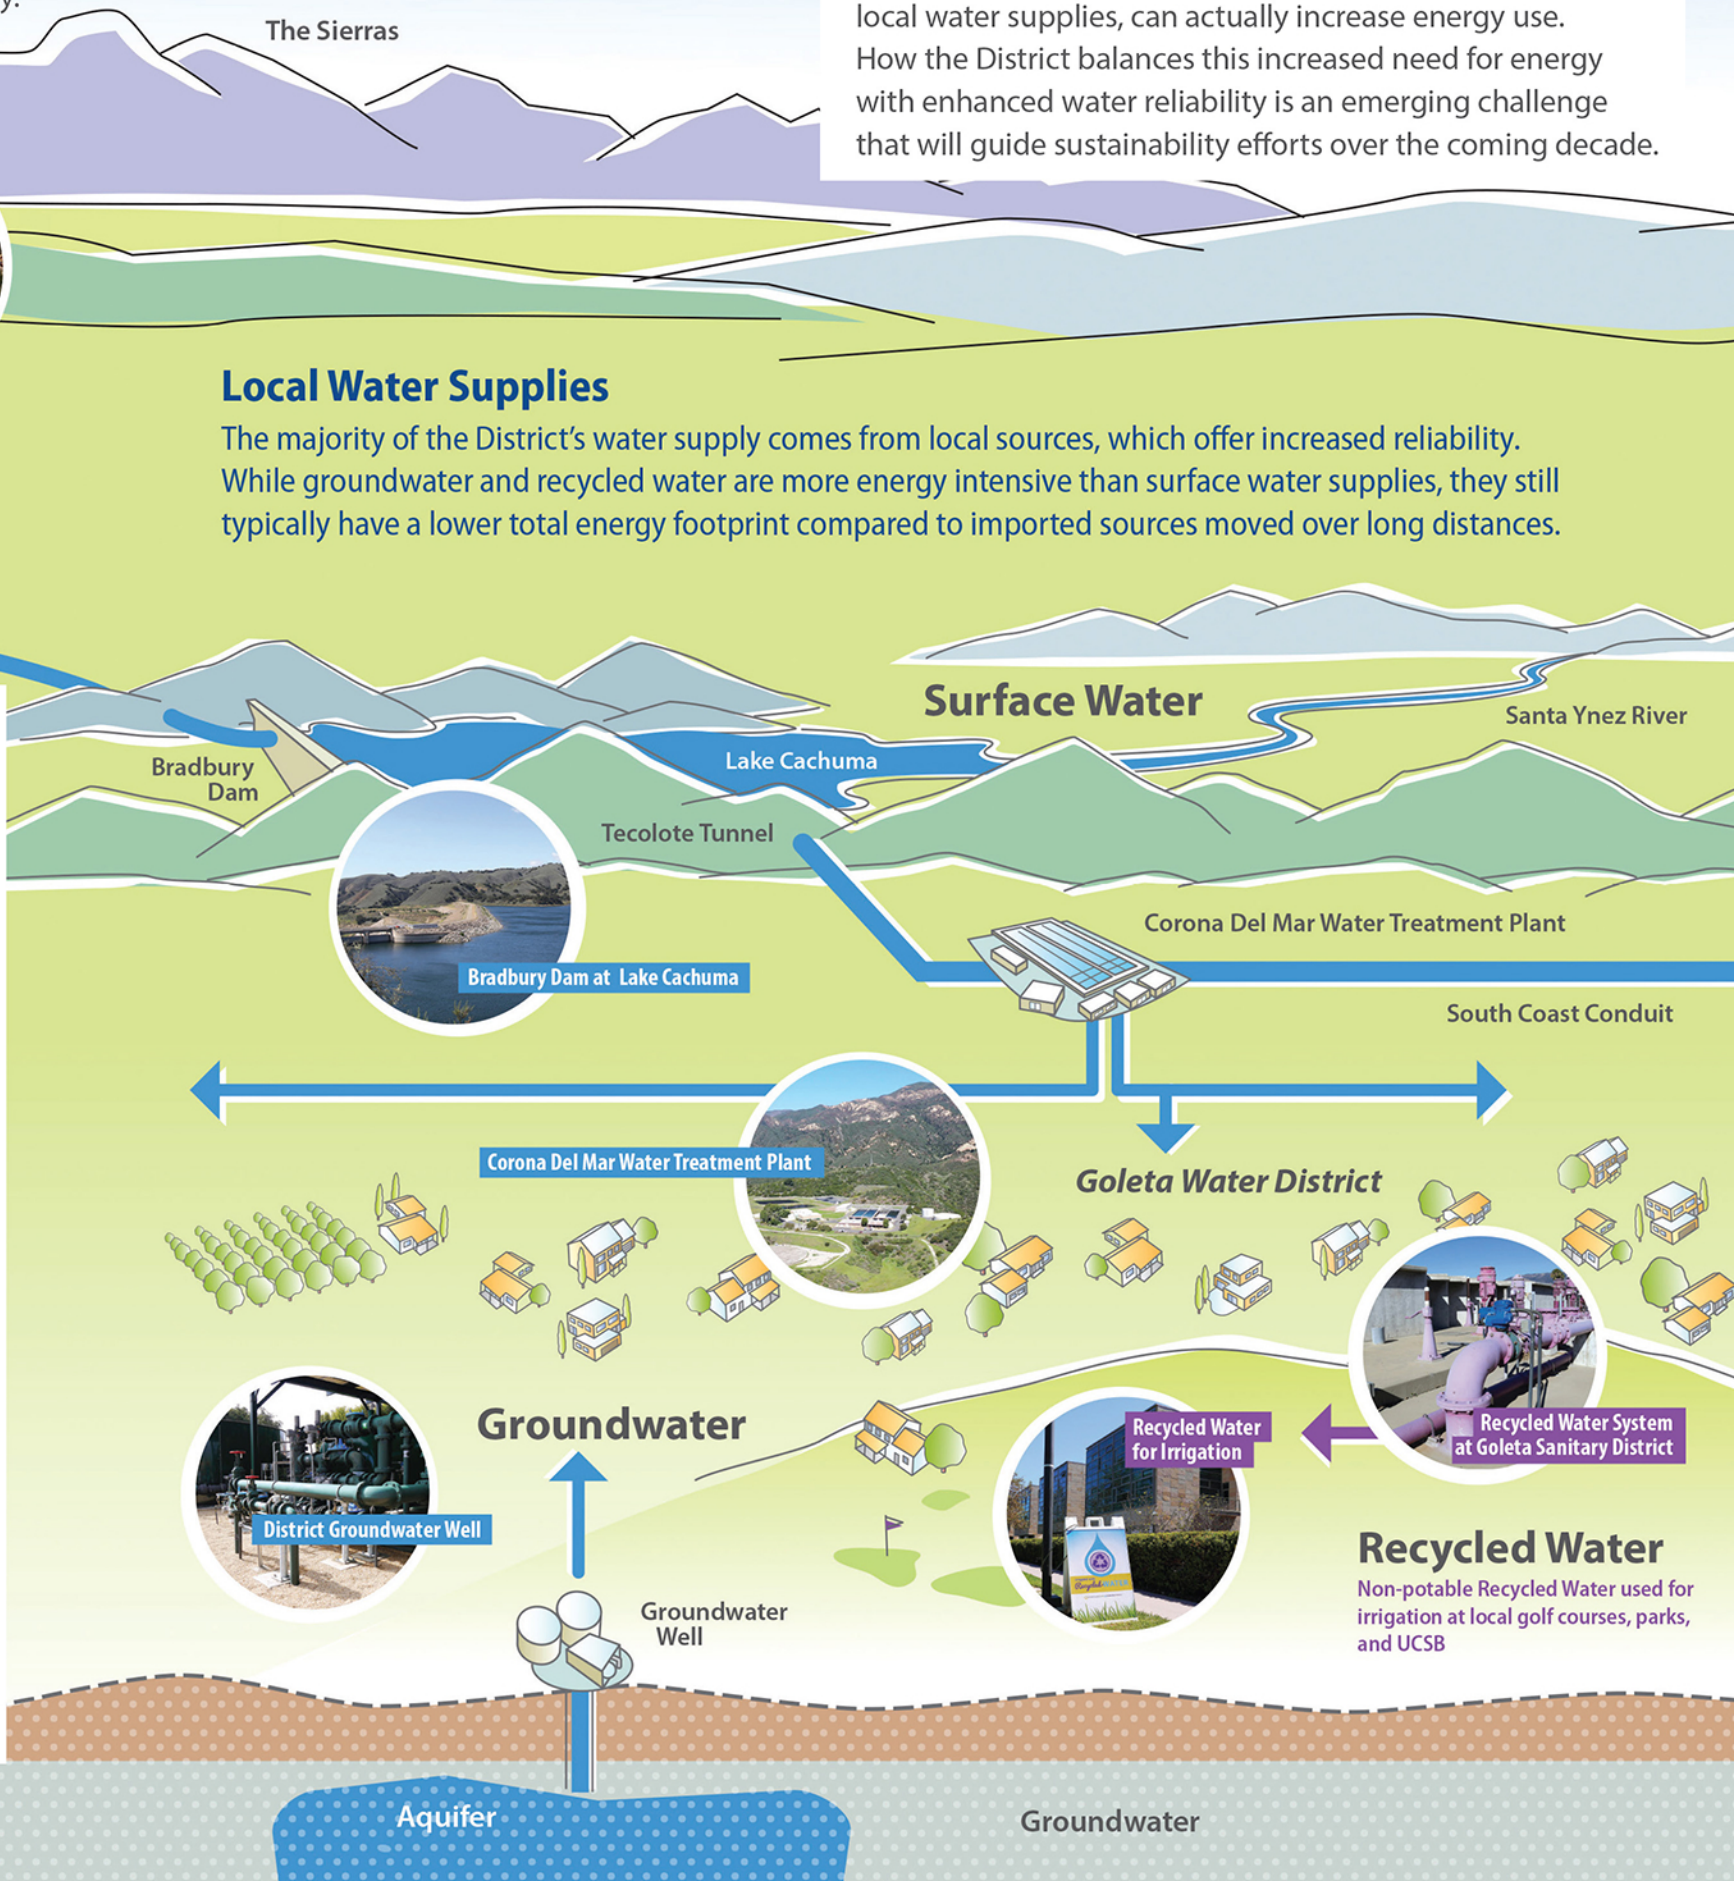 y.
The Sierras
local water supplies, can actually increase energy use.
How the District balances this increased need for energy
with enhanced water reliability is an emerging challenge
that will guide sustainability efforts over the coming decade.
Local Water Supplies
The majority of the District's water supply comes from local sources, which offer increased reliability.
While groundwater and recycled water are more energy intensive than surface water supplies, they still
typically have a lower total energy footprint compared to imported sources moved over long distances.
Surface Water
Santa Ynez River
Bradbury
Dam
Lake Cachuma
Tecolote Tunnel
Corona Del Mar Water Treatment Plant
Bradbury Dam at Lake Cachuma
South Coast Conduit
Corona Del Mar Water Treatment Plant
Goleta Water District
Groundwater
Recycled Water
for Irrigation
Recycled Water System
at Goleta Sanitary District
District Groundwater Well
Recycled Water
Non-potable Recycled Water used for
irrigation at local golf courses, parks,
and UCSB
Recycled WATER
Groundwater
Well
Aquifer
Groundwater